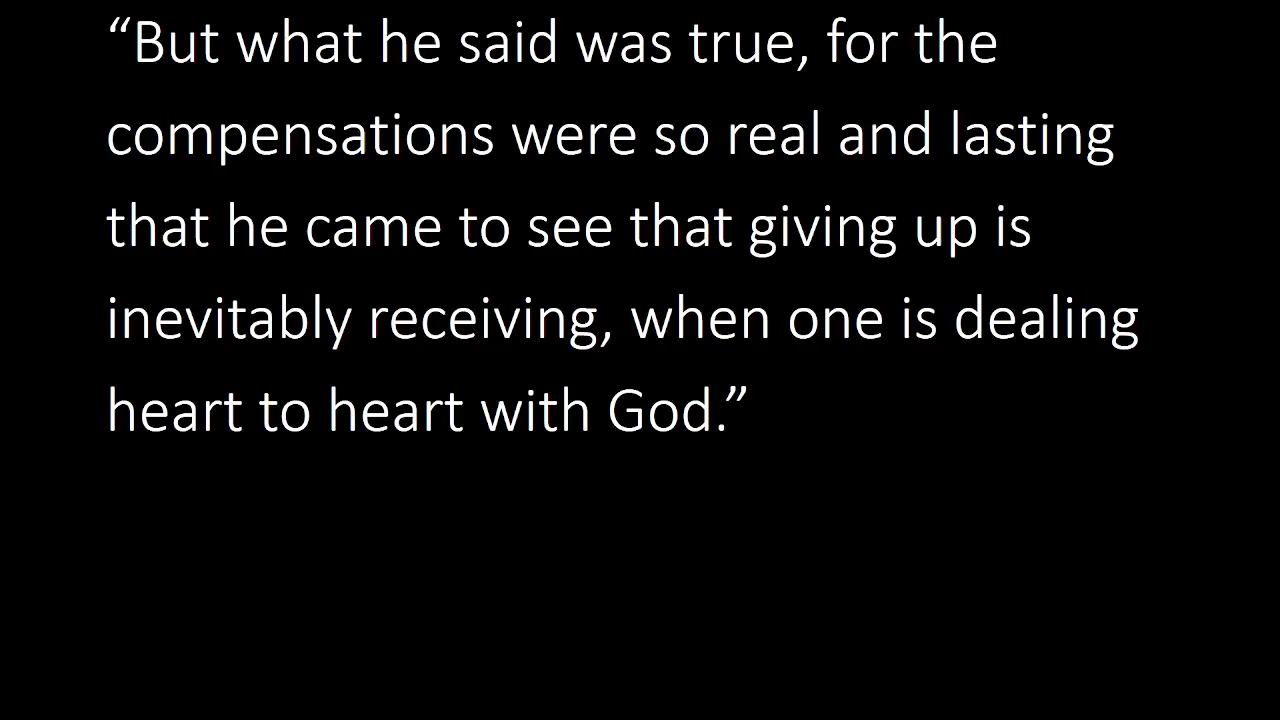 “But what he said was true, for the
compensations were so real and lasting
that he came to see that giving up is
inevitably receiving, when one is dealing
heart to heart with God.”